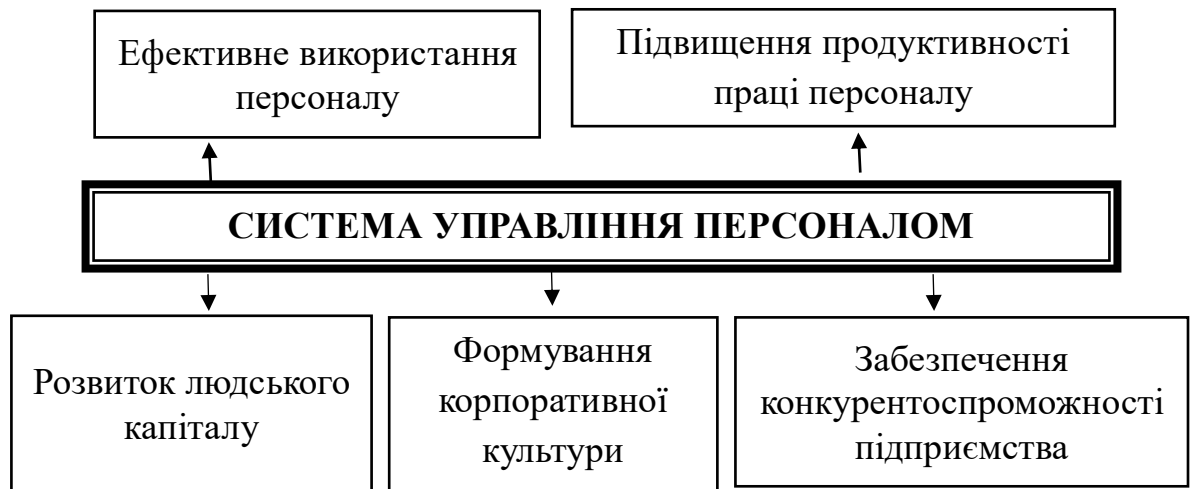 Ефективне використання
персоналу
Підвищення продуктивності
праці персоналу
СИСТЕМА УПРАВЛІННЯ ПЕРСОНАЛОМ
Розвиток людського
капіталу
Формування
корпоративної
культури
Забезпечення
конкурентоспроможності
підприємства